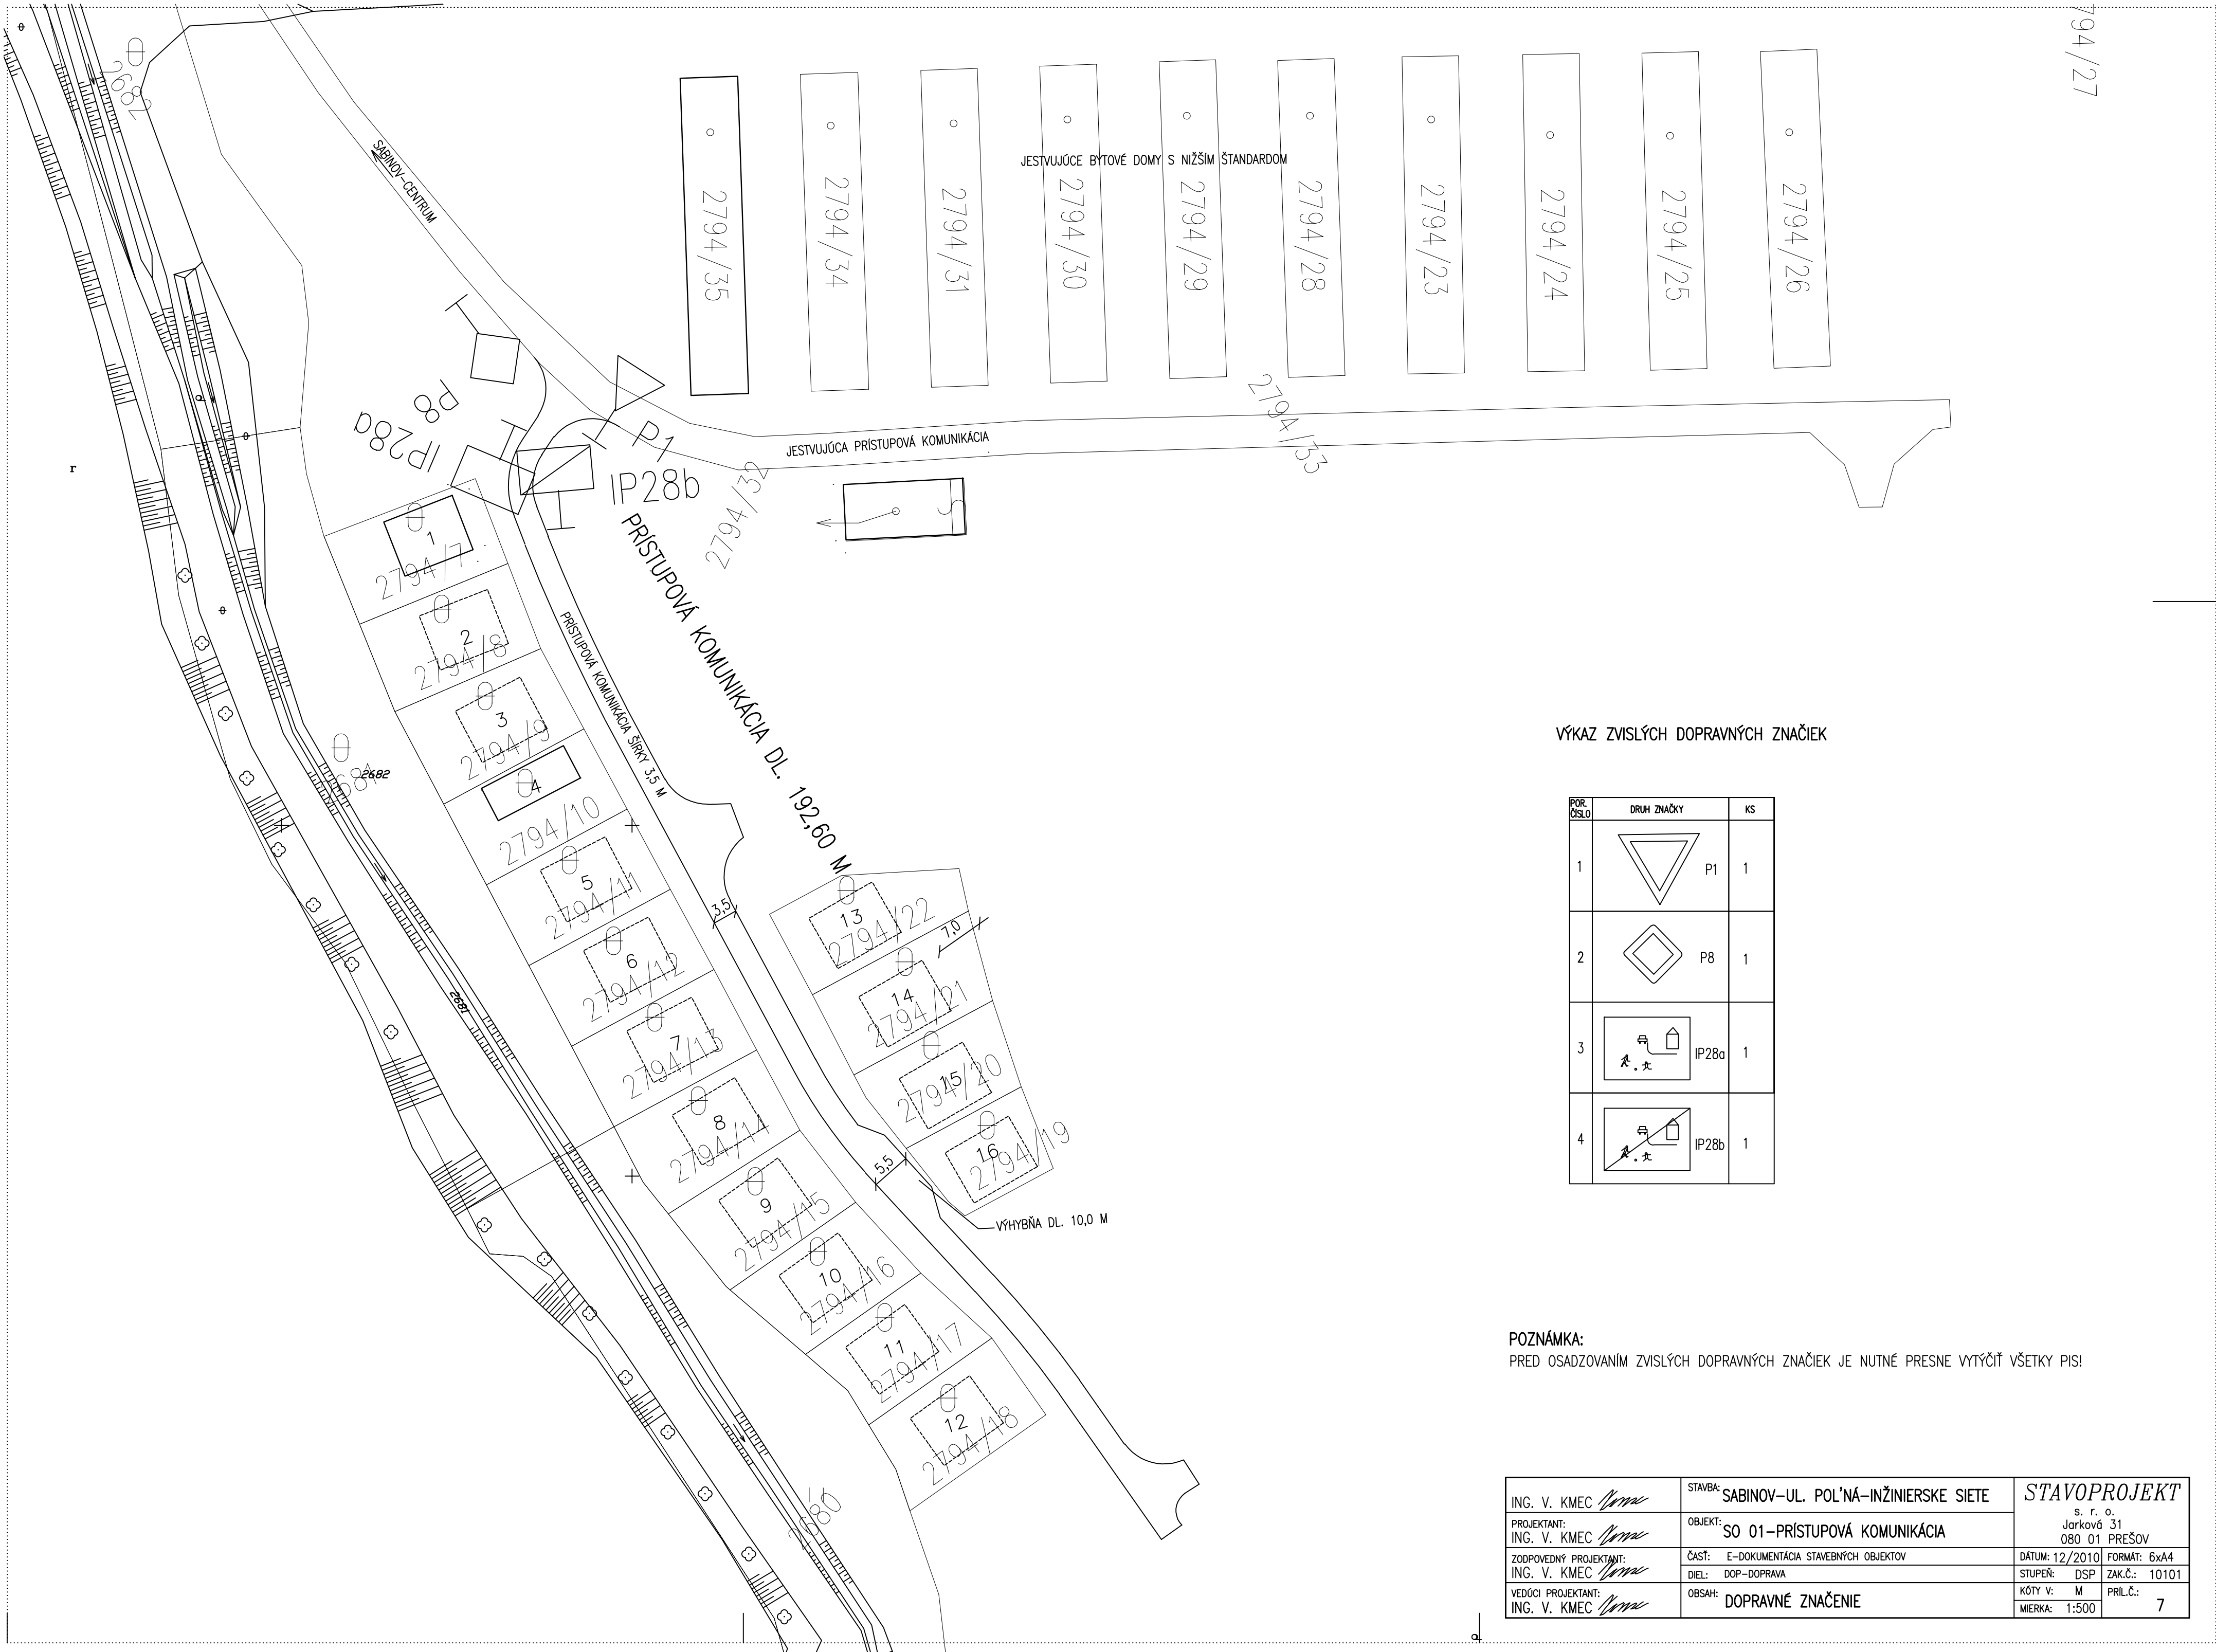 2794/27
2682
SABINOV-CENTRUM
JESTVUJÚCE BYTOVÉ DOMY S NIŽŠÍM ŠTANDARDOM
2794/35
2794/34
2794/31
2794/30
2794/29
2794/28
2794/23
2794/24
2794/25
2794/26
P8
IP28a
P1
IP28b
JESTVUJÚCA PRÍSTUPOVÁ KOMUNIKÁCIA
2794/33
2794/32
S
r
PRÍSTUPOVÁ KOMUNIKÁCIA DL. 192,60 M
PRÍSTUPOVÁ KOMUNIKÁCIA ŠÍRKY 3,5 M
1
2794/7
2
2794/8
3
2794/9
4
2794/10
5
2794/11
6
2794/12
7
2794/13
8
2794/14
9
2794/15
10
2794/16
11
2794/17
12
2794/18
13
2794/22
14
2794/21
15
2794/20
16
2794/19
2682
2681
2680
3,5
7,0
5,5
VÝHYBŇA DL. 10,0 M
VÝKAZ ZVISLÝCH DOPRAVNÝCH ZNAČIEK
POR. ČÍSLO DRUH ZNAČKY KS
1 P1 1
2 P8 1
3 IP28a 1
4 IP28b 1
POZNÁMKA:
PRED OSADZOVANÍM ZVISLÝCH DOPRAVNÝCH ZNAČIEK JE NUTNÉ PRESNE VYTÝČIŤ VŠETKY PIS!
ING. V. KMEC
PROJEKTANT:
ING. V. KMEC
ZODPOVEDNÝ PROJEKTANT:
ING. V. KMEC
VEDÚCI PROJEKTANT:
ING. V. KMEC
STAVBA: SABINOV-UL. POĽNÁ-INŽINIERSKE SIETE
OBJEKT: SO 01-PRÍSTUPOVÁ KOMUNIKÁCIA
ČASŤ: E-DOKUMENTÁCIA STAVEBNÝCH OBJEKTOV
DIEL: DOP-DOPRAVA
OBSAH: DOPRAVNÉ ZNAČENIE
STAVOPROJEKT
s. r. o.
Jarková 31
080 01 PREŠOV
DÁTUM: 12/2010 FORMÁT: 6xA4
STUPEŇ: DSP ZAK.Č.: 10101
KÓTY V: M PRÍL.Č.:
MIERKA: 1:500 7